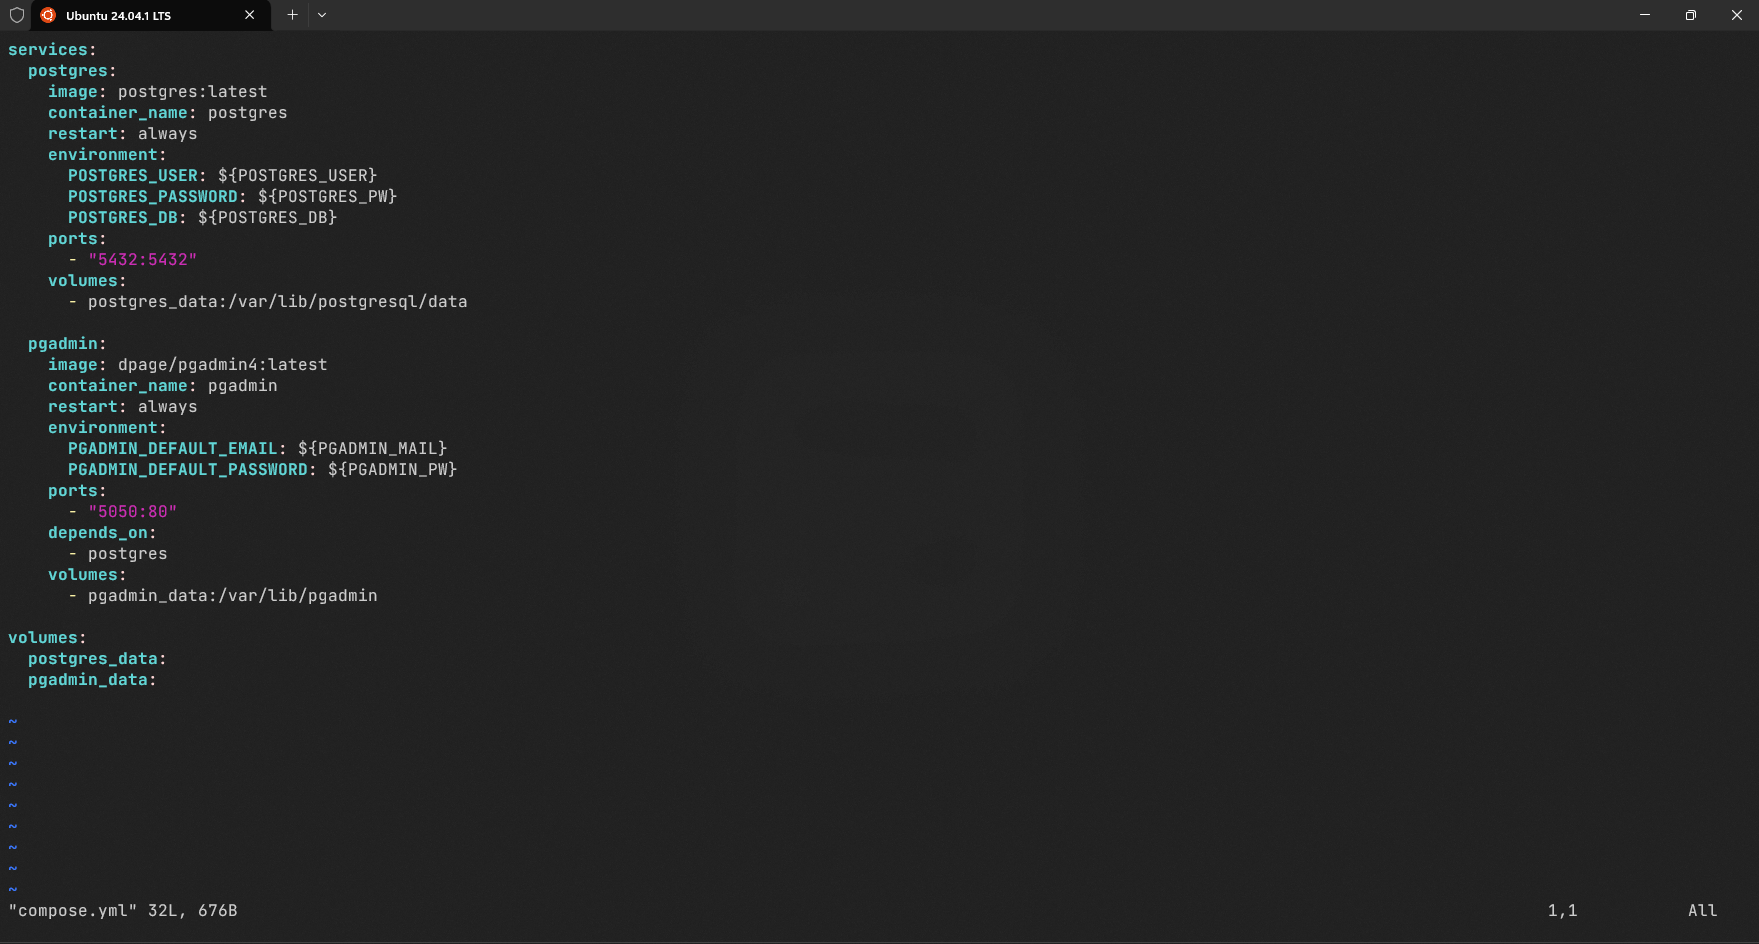 Ubuntu 24.04.1 LTS
services:
  postgres:
    image: postgres:latest
    container_name: postgres
    restart: always
    environment:
      POSTGRES_USER: ${POSTGRES_USER}
      POSTGRES_PASSWORD: ${POSTGRES_PW}
      POSTGRES_DB: ${POSTGRES_DB}
    ports:
      - "5432:5432"
    volumes:
      - postgres_data:/var/lib/postgresql/data

  pgadmin:
    image: dpage/pgadmin4:latest
    container_name: pgadmin
    restart: always
    environment:
      PGADMIN_DEFAULT_EMAIL: ${PGADMIN_MAIL}
      PGADMIN_DEFAULT_PASSWORD: ${PGADMIN_PW}
    ports:
      - "5050:80"
    depends_on:
      - postgres
    volumes:
      - pgadmin_data:/var/lib/pgadmin

volumes:
  postgres_data:
  pgadmin_data:

~
~
~
~
~
~
~
~
~
"compose.yml" 32L, 676B 1,1 All